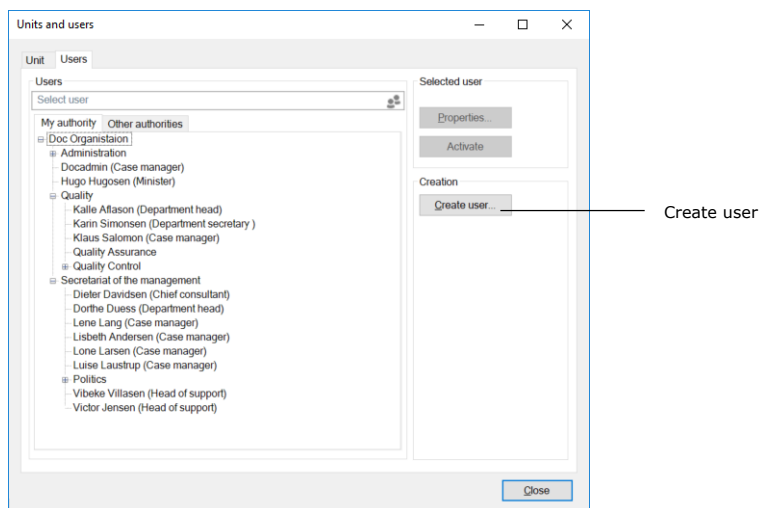 Units and users
Unit
Users
Users
Select user
My authority
Other authorities
Doc Organistaion
Administration
Docadmin (Case manager)
Hugo Hugosen (Minister)
Quality
Kalle Aflason (Department head)
Karin Simonsen (Department secretary )
Klaus Salomon (Case manager)
Quality Assurance
Quality Control
Secretariat of the management
Dieter Davidsen (Chief consultant)
Dorthe Duess (Department head)
Lene Lang (Case manager)
Lisbeth Andersen (Case manager)
Lone Larsen (Case manager)
Luise Laustrup (Case manager)
Politics
Vibeke Villasen (Head of support)
Victor Jensen (Head of support)
Selected user
Properties...
Activate
Creation
Create user...
Create user
Close